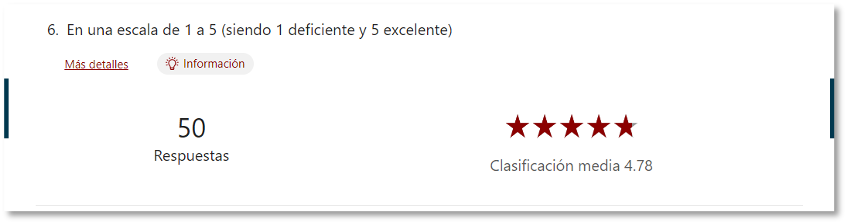 6. En una escala de 1 a 5 (siendo 1 deficiente y 5 excelente)
Más detalles
Información
50
Respuestas
Clasificación media 4.78